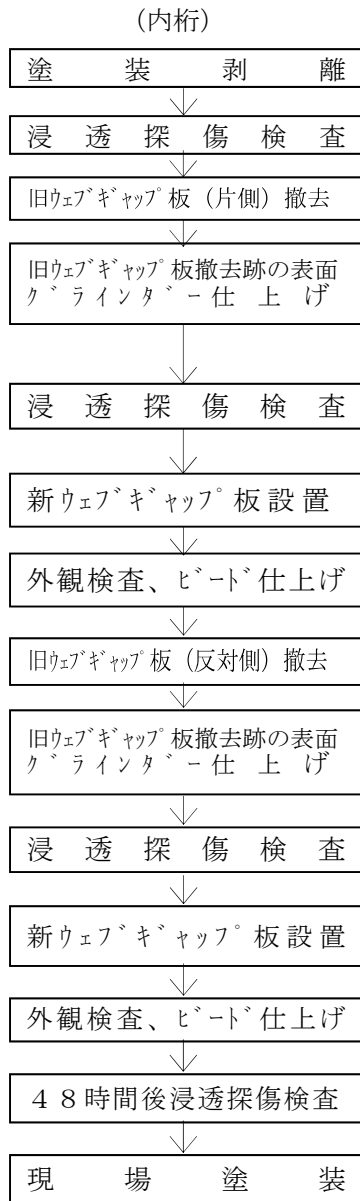 （内桁）
塗装剥離
浸透探傷検査
旧ｳｪﾌﾞｷﾞｬｯﾌﾟ板（片側）撤去
旧ｳｪﾌﾞｷﾞｬｯﾌﾟ板撤去跡の表面
ｸﾞﾗｲﾝﾀﾞｰ仕上げ
浸透探傷検査
新ｳｪﾌﾞｷﾞｬｯﾌﾟ板設置
外観検査、ﾋﾞｰﾄﾞ仕上げ
旧ｳｪﾌﾞｷﾞｬｯﾌﾟ板（反対側）撤去
旧ｳｪﾌﾞｷﾞｬｯﾌﾟ板撤去跡の表面
ｸﾞﾗｲﾝﾀﾞｰ仕上げ
浸透探傷検査
新ｳｪﾌﾞｷﾞｬｯﾌﾟ板設置
外観検査、ﾋﾞｰﾄﾞ仕上げ
４８時間後浸透探傷検査
現場塗装